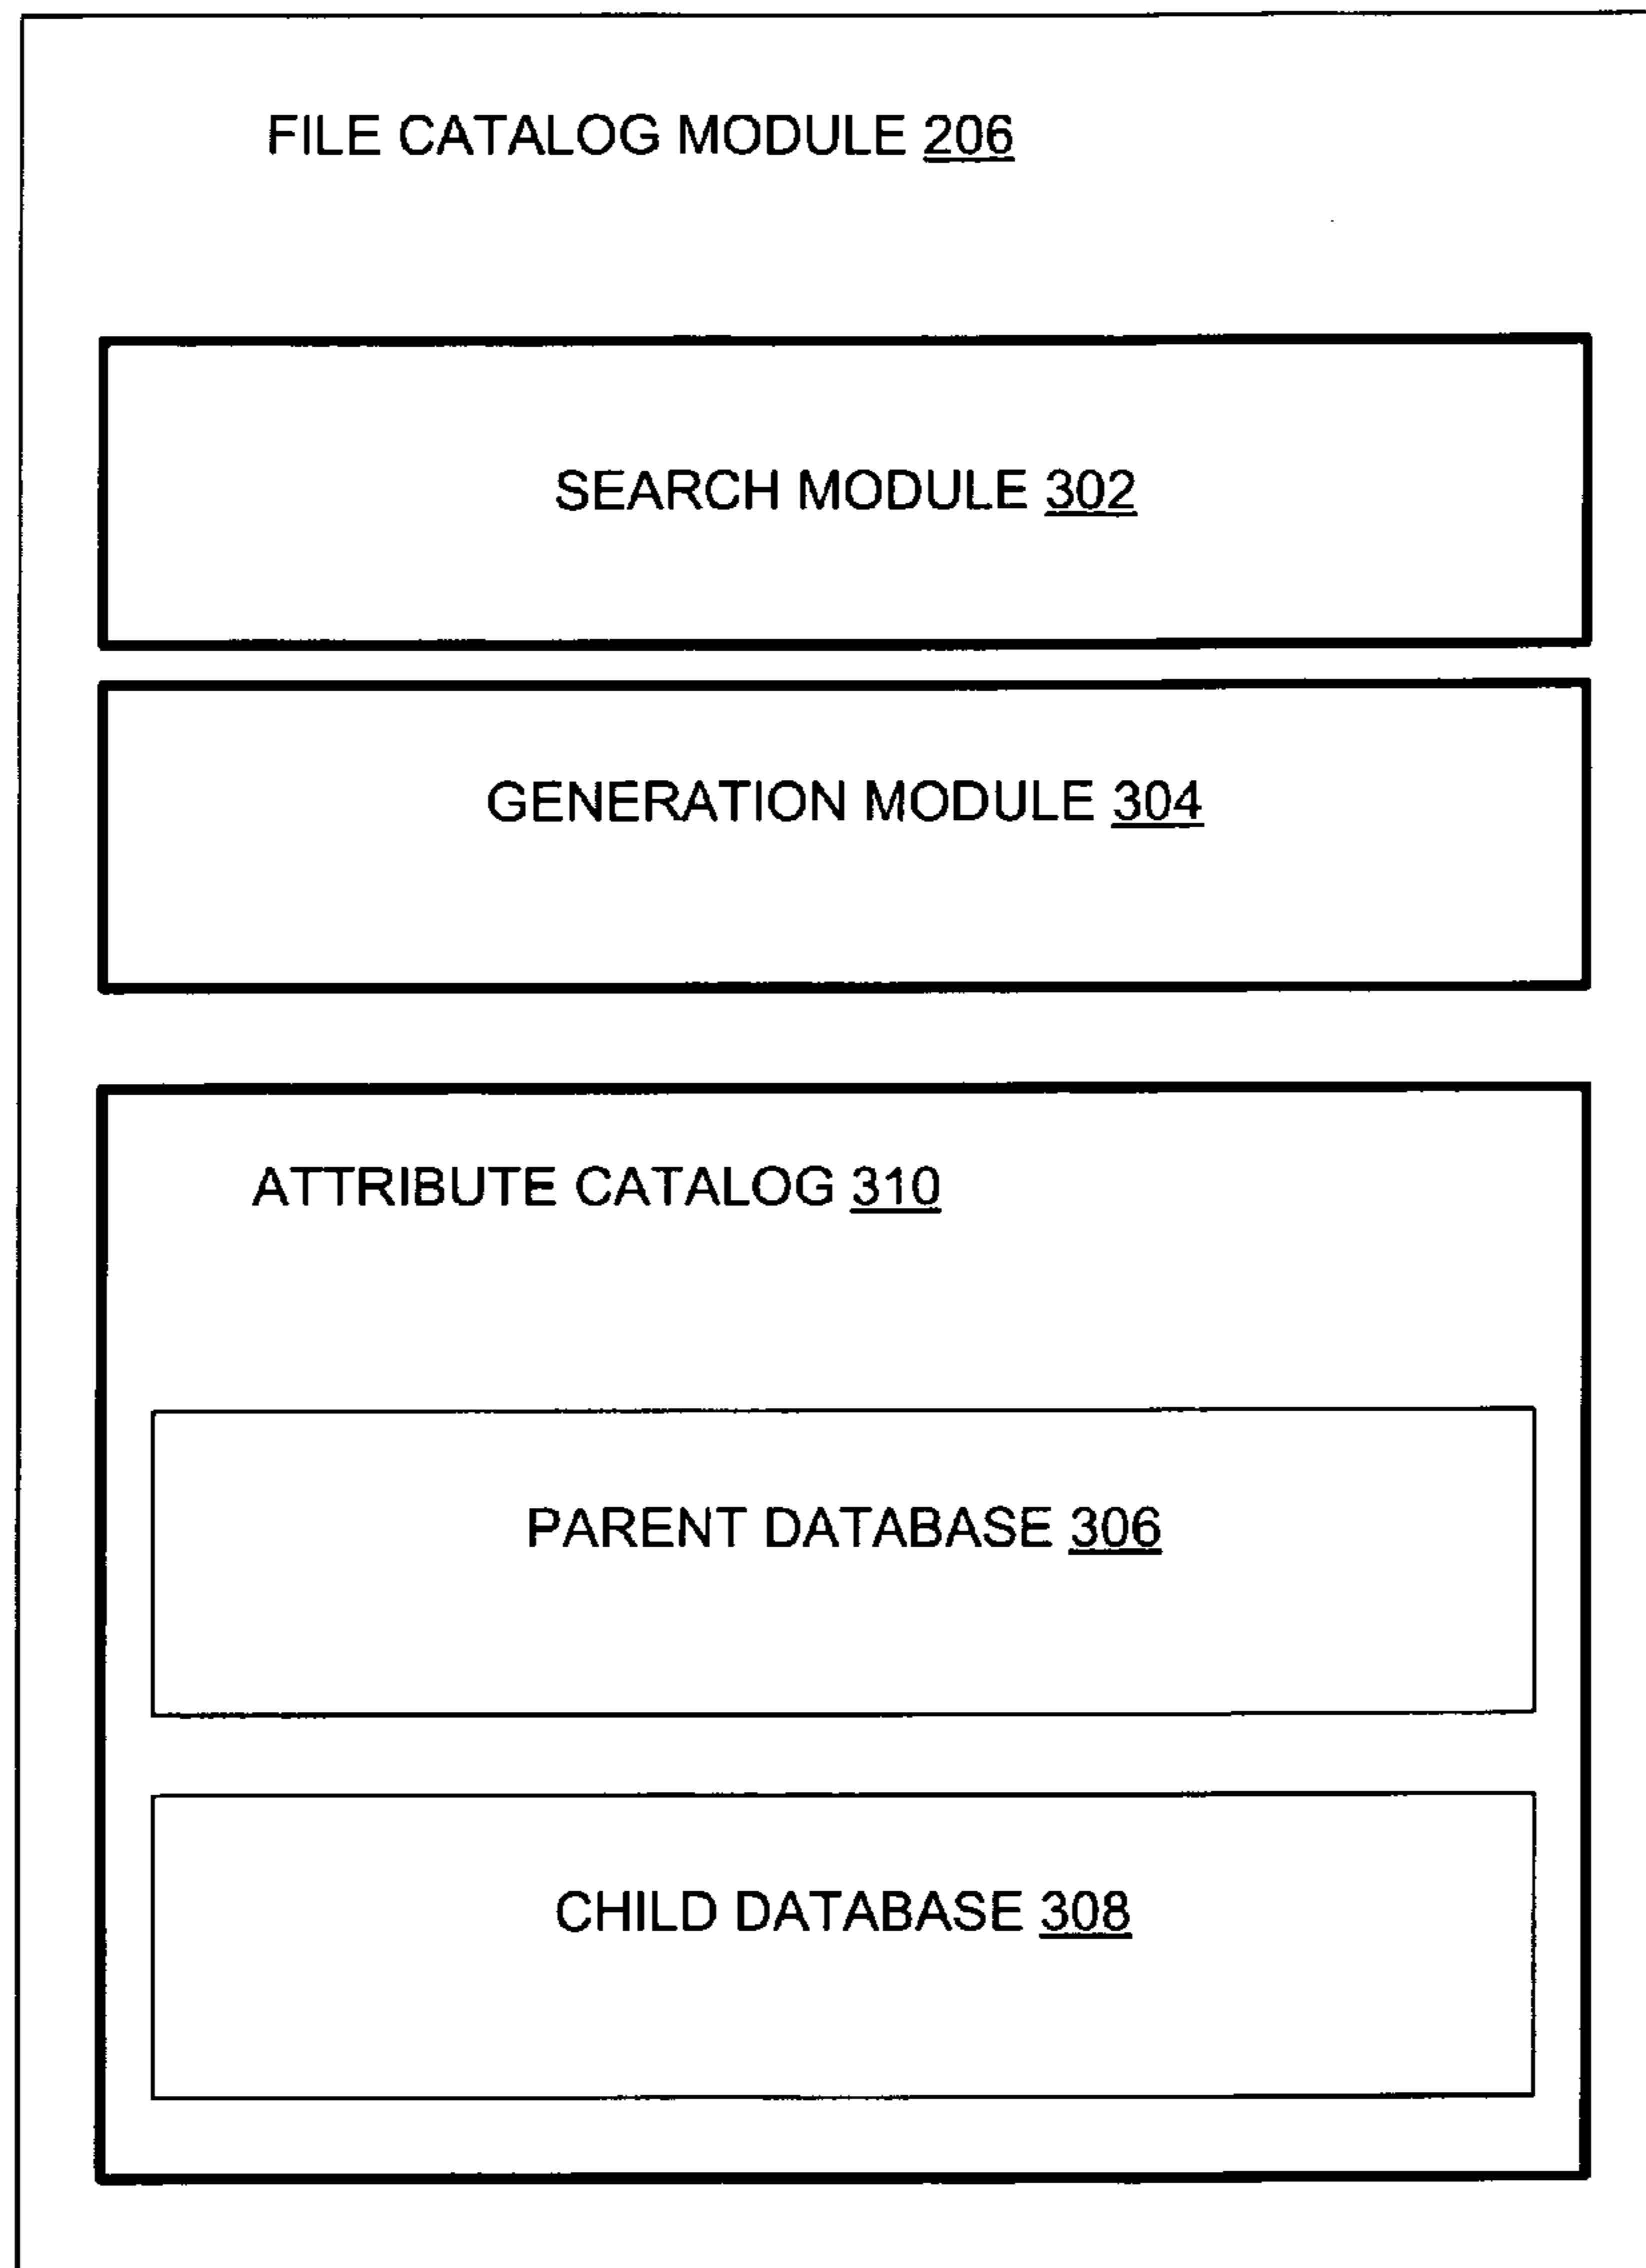 FILE CATALOG MODULE 206
SEARCH MODULE 302
GENERATION MODULE 304
ATTRIBUTE CATALOG 310
PARENT DATABASE 306
CHILD DATABASE 308